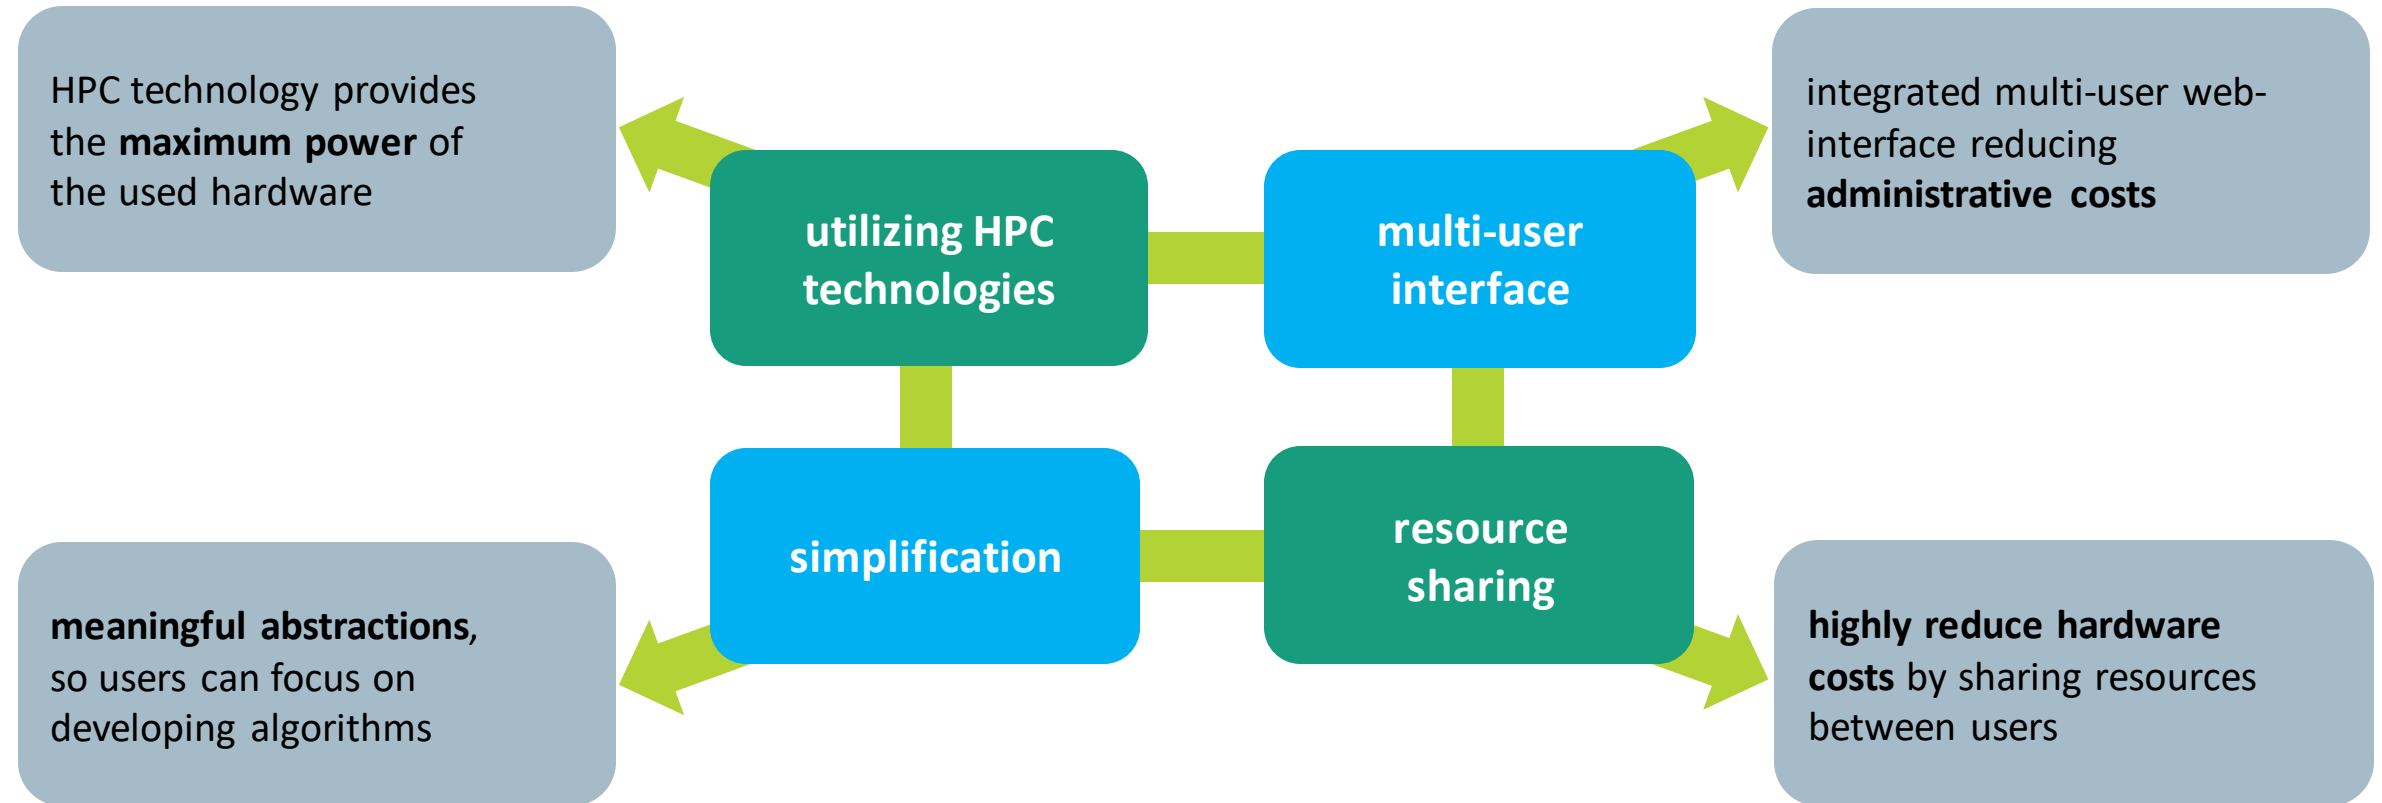 HPC technology provides
the maximum power of
the used hardware
utilizing HPC
technologies
multi-user
interface
integrated multi-user web-
interface reducing
administrative costs
meaningful abstractions,
so users can focus on
developing algorithms
simplification
resource
sharing
highly reduce hardware
costs by sharing resources
between users